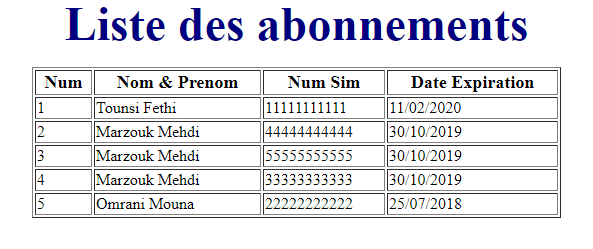 Liste des abonnements
Num Nom & Prenom Num Sim Date Expiration
1 Tounsi Fethi 11111111111 11/02/2020
2 Marzouk Mehdi 44444444444 30/10/2019
3 Marzouk Mehdi 55555555555 30/10/2019
4 Marzouk Mehdi 33333333333 30/10/2019
5 Omrani Mouna 22222222222 25/07/2018